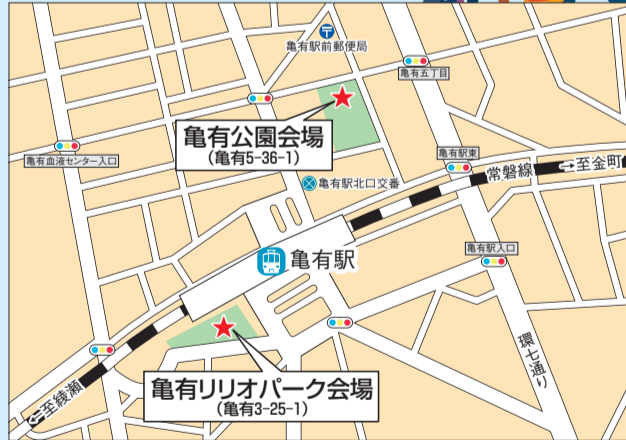 亀有駅前郵便局
亀有五丁目
亀有公園会場
(亀有5-36-1)
亀有血液センター入口
亀有駅東
常磐線
→至金町
亀有駅北口交番
亀有駅入口
亀有駅
環七通り
亀有リリオパーク会場
(亀有3-25-1)
←至綾瀬